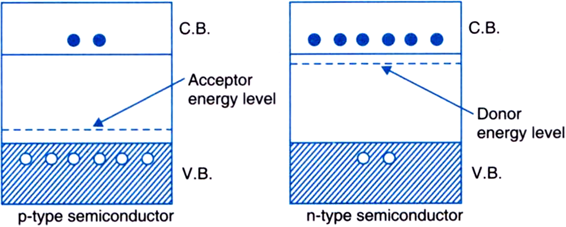 C.B.
Acceptor
energy level
V.B.
p-type semiconductor
C.B.
Donor
energy level
V.B.
n-type semiconductor